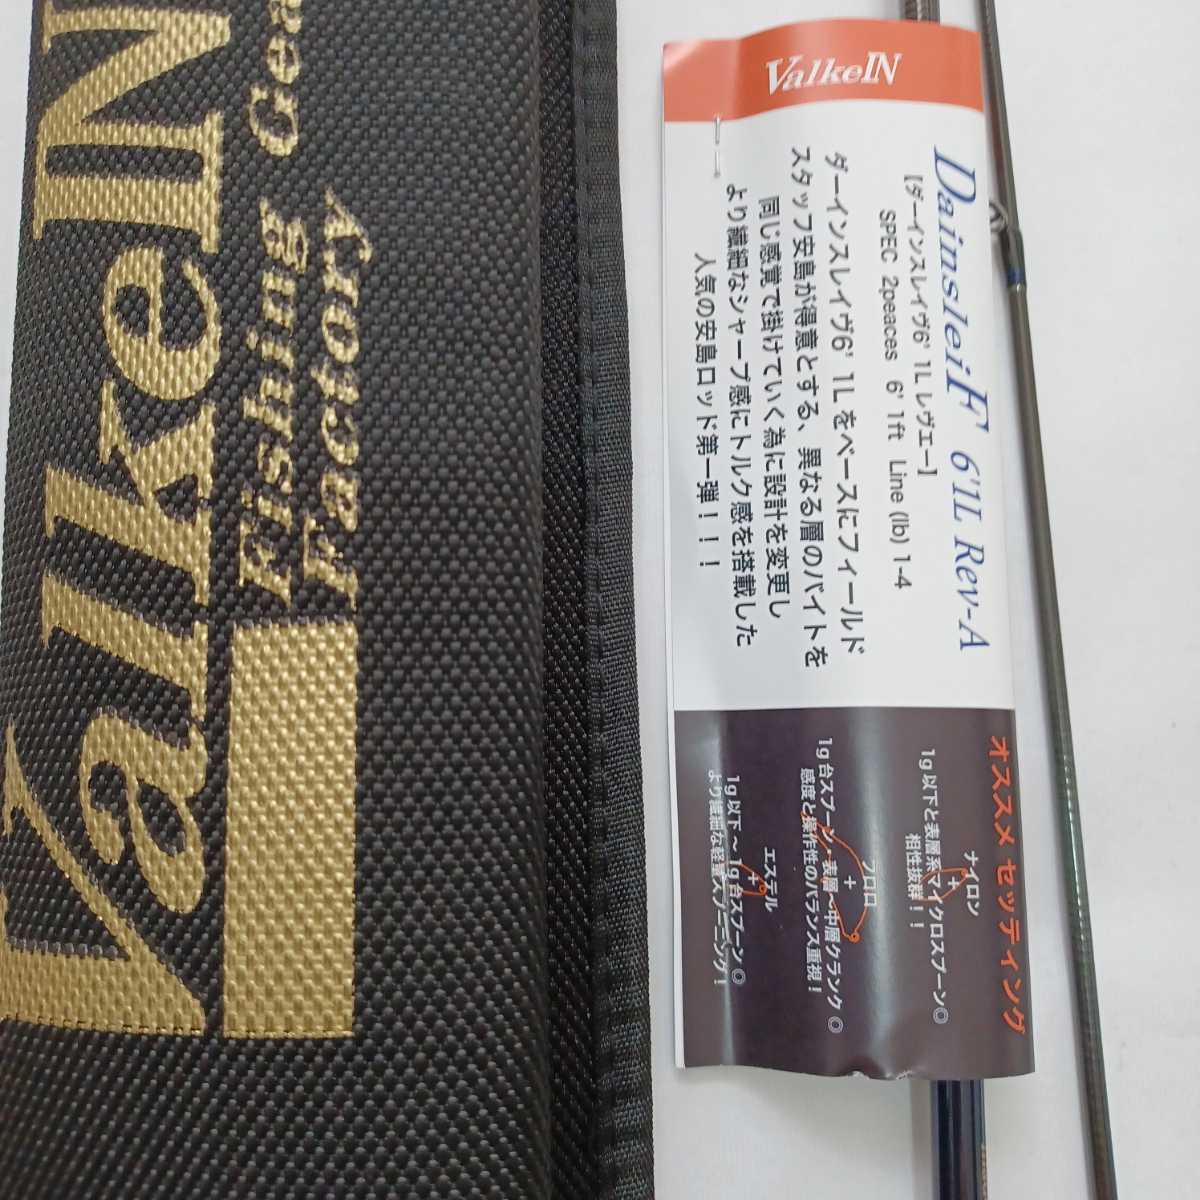 ValkeIN
Fishing Gea
Factory
ValkeIN
DainsleiF 6'1L Rev-A
【ダーインスレイヴ6'1Lレヴエー】
SPEC 2peaces 6'1ft Line (lb) 1-4
ダーインスレイヴ6'1Lをベースにフィールド
スタッフ安島が得意とする、異なる層のバイトを
同じ感覚で掛けていく為に設計を変更し
より繊細なシャープ感にトルク感を搭載した
人気の安島ロッド第一弾！！！
オススメ セッティング
ナイロン
+
1g以下と表層系マイクロスプーン◎
相性抜群！！
フロロ
+
1g台スプーン・表層〜中層クランク◎
感度と操作性のバランス重視！
エステル
+
1g以下〜1g台スプーン◎
より繊細な軽量スプーニング！